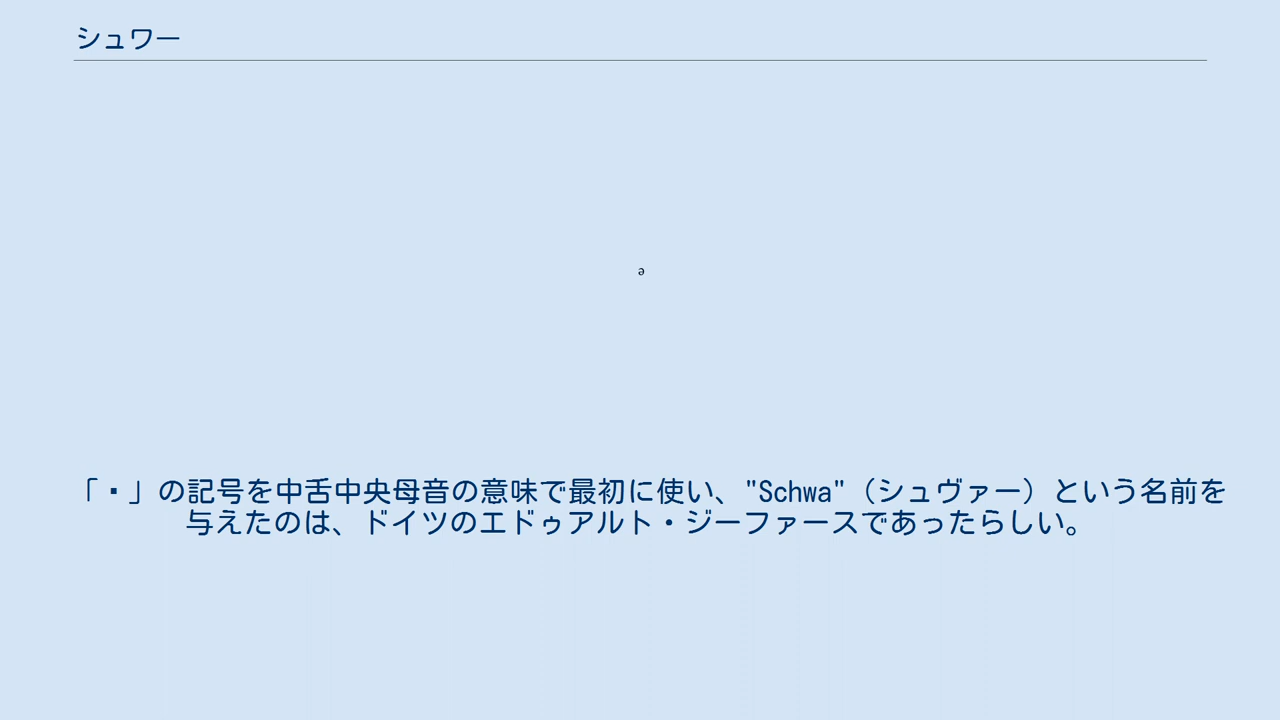 シュワー
ə
「▪」の記号を中舌中央母音の意味で最初に使い、"Schwa"（シュヴァー）という名前を
与えたのは、ドイツのエドゥアルト・ジーファースであったらしい。